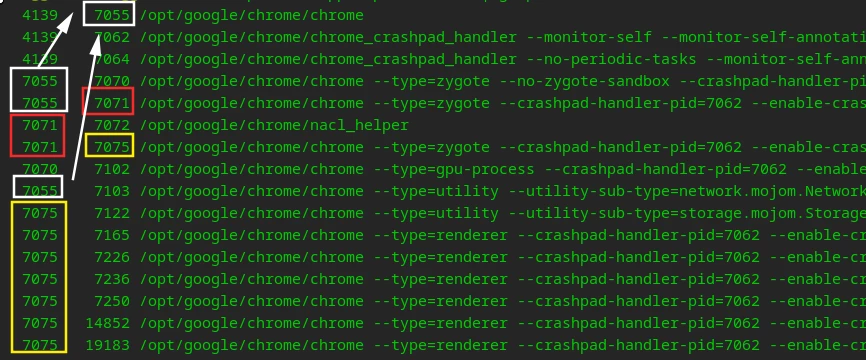 4139 7055 /opt/google/chrome/chrome
4139 7062 /opt/google/chrome/chrome_crashpad_handler --monitor-self --monitor-self-annotati
4139 7064 /opt/google/chrome/chrome_crashpad_handler --no-periodic-tasks --monitor-self-ann
7055 7070 /opt/google/chrome/chrome --type=zygote --no-zygote-sandbox --crashpad-handler-pi
7055 7071 /opt/google/chrome/chrome --type=zygote --crashpad-handler-pid=7062 --enable-cras
7071 7072 /opt/google/chrome/nacl_helper
7071 7075 /opt/google/chrome/chrome --type=zygote --crashpad-handler-pid=7062 --enable-cras
7070 7102 /opt/google/chrome/chrome --type=gpu-process --crashpad-handler-pid=7062 --enable
7055 7103 /opt/google/chrome/chrome --type=utility --utility-sub-type=network.mojom.Network
7075 7122 /opt/google/chrome/chrome --type=utility --utility-sub-type=storage.mojom.Storage
7075 7165 /opt/google/chrome/chrome --type=renderer --crashpad-handler-pid=7062 --enable-cr
7075 7226 /opt/google/chrome/chrome --type=renderer --crashpad-handler-pid=7062 --enable-cr
7075 7236 /opt/google/chrome/chrome --type=renderer --crashpad-handler-pid=7062 --enable-cr
7075 7250 /opt/google/chrome/chrome --type=renderer --crashpad-handler-pid=7062 --enable-cr
7075 14852 /opt/google/chrome/chrome --type=renderer --crashpad-handler-pid=7062 --enable-cr
7075 19183 /opt/google/chrome/chrome --type=renderer --crashpad-handler-pid=7062 --enable-cr